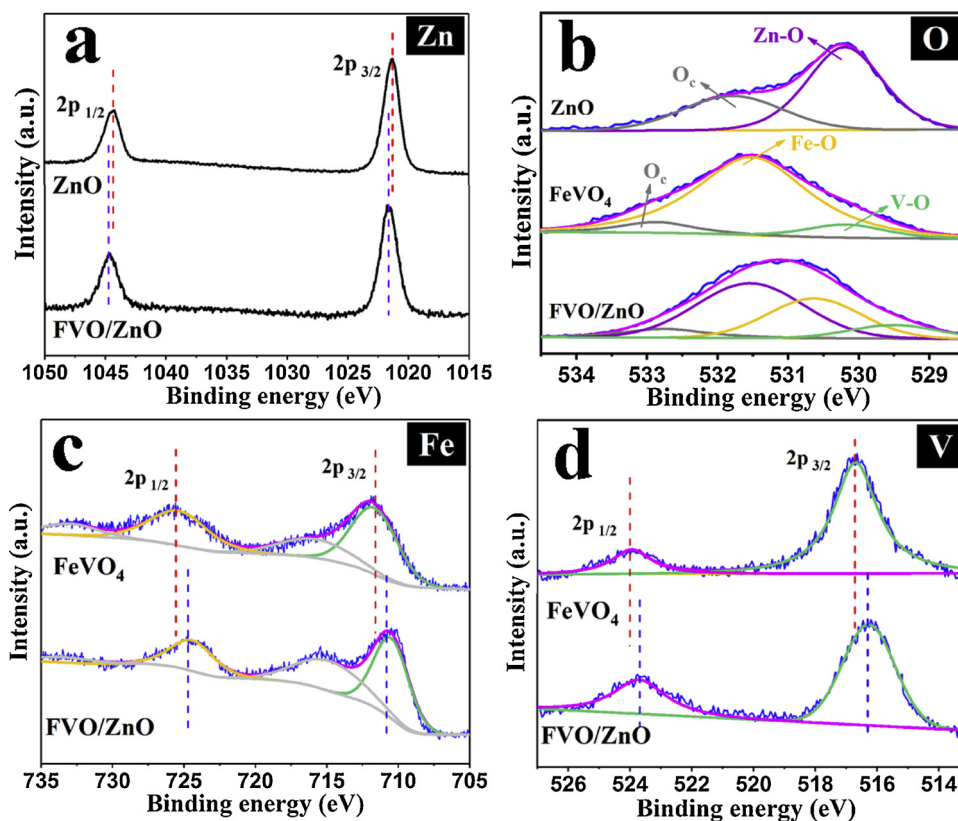 a
Zn
2p 3/2
2p 1/2
ZnO
FVO/ZnO
Intensity (a.u.)
1050 1045 1040 1035 1030 1025 1020 1015
Binding energy (eV)
b
O
Zn-O
Oc
ZnO
Fe-O
Oc
FeVO4
V-O
FVO/ZnO
Intensity (a.u.)
534 533 532 531 530 529
Binding energy (eV)
c
Fe
2p 1/2
2p 3/2
FeVO4
FVO/ZnO
Intensity (a.u.)
735 730 725 720 715 710 705
Binding energy (eV)
d
V
2p 3/2
2p 1/2
FeVO4
FVO/ZnO
Intensity (a.u.)
526 524 522 520 518 516 514
Binding energy (eV)